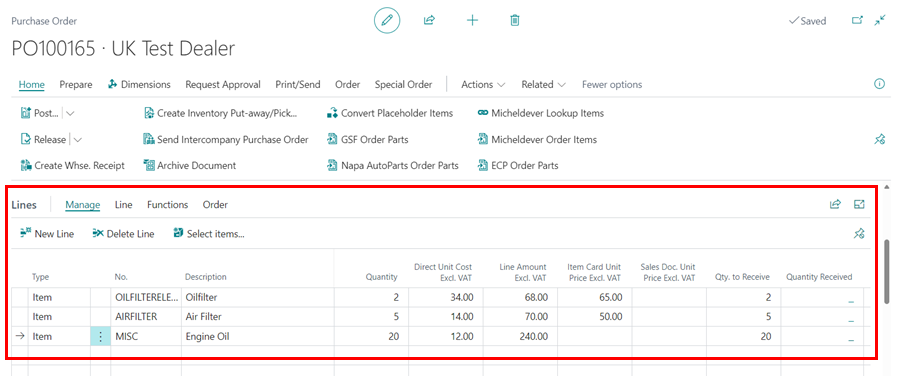 Purchase Order
Saved
PO100165 · UK Test Dealer
Home Prepare Dimensions Request Approval Print/Send Order Special Order Actions Related Fewer options
Post... Create Inventory Put-away/Pick... Convert Placeholder Items Micheldever Lookup Items
Release Send Intercompany Purchase Order GSF Order Parts Micheldever Order Items
Create Whse. Receipt Archive Document Napa AutoParts Order Parts ECP Order Parts
Lines Manage Line Functions Order
New Line Delete Line Select items...
Type No. Description Quantity Direct Unit Cost Excl. VAT Line Amount Excl. VAT Item Card Unit Price Excl. VAT Sales Doc. Unit Price Excl. VAT Qty. to Receive Quantity Received
Item OILFILTERELE... Oilfilter 2 34.00 68.00 65.00 2 _
Item AIRFILTER Air Filter 5 14.00 70.00 50.00 5 _
Item MISC Engine Oil 20 12.00 240.00 20 _